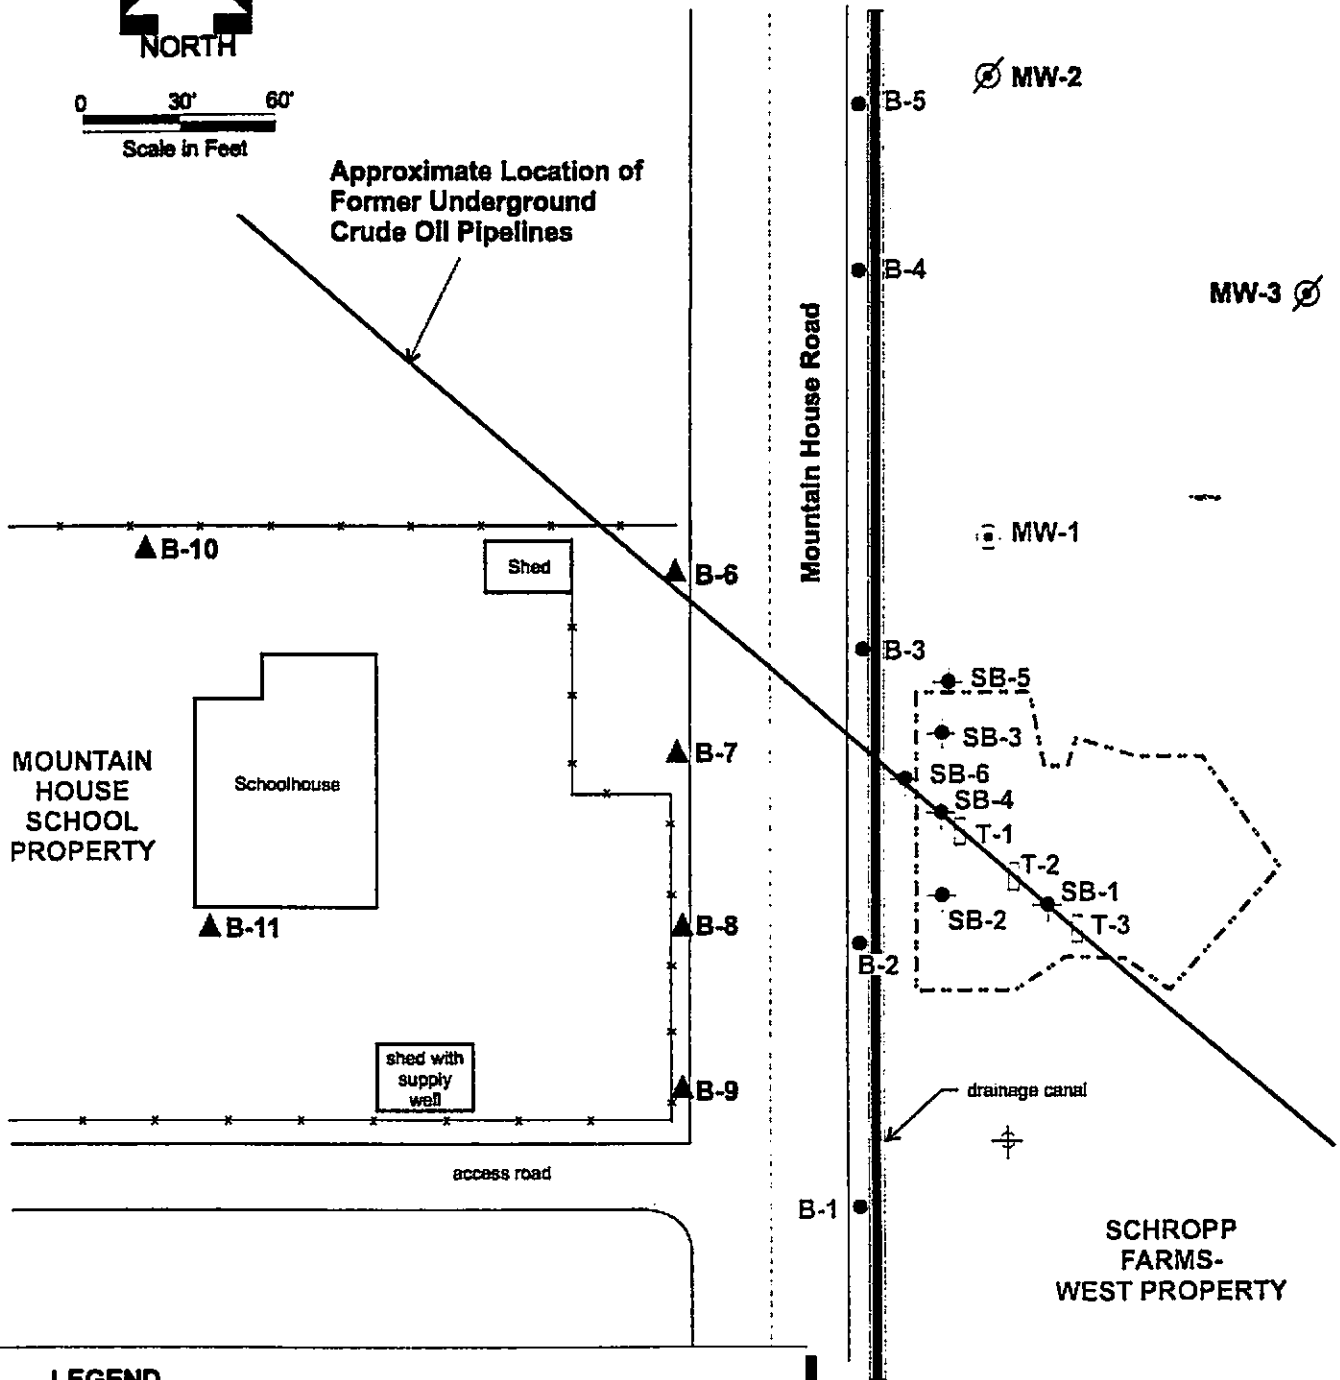 NORTH
0 30' 60'
Scale in Feet
Approximate Location of
Former Underground
Crude Oil Pipelines
MW-2
B-5
B-4
MW-3
Mountain House Road
MW-1
B-10
Shed
B-6
B-3
SB-5
SB-3
B-7
SB-6
SB-4
T-1
T-2
SB-1
SB-2
T-3
MOUNTAIN
HOUSE
SCHOOL
PROPERTY
Schoolhouse
B-11
B-8
B-2
shed with
supply
well
B-9
drainage canal
access road
B-1
SCHROPP
FARMS-
WEST PROPERTY
LEGEND